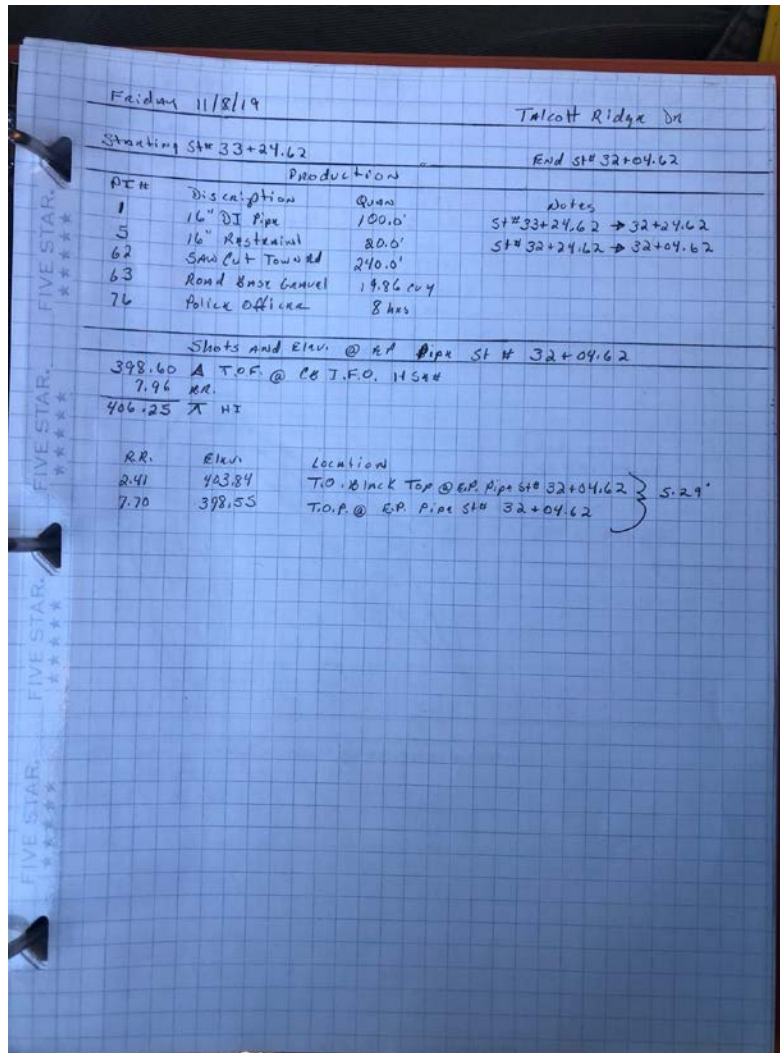 Friday 11/8/19
Talcott Ridge Dr
Starting St# 33+24.62
End St# 32+04.62
Production
PI# Discription Quan Notes
1 16" DI Pipe 100.0' St#33+24.62 → 32+24.62
5 16" Restraint 20.0' St#32+24.62 → 32+04.62
62 Saw Cut Town Rd 240.0'
63 Road Base Gravel 19.86 cuy
76 Police Officer 8 hrs
Shots and Elev. @ Pipe St # 32+04.62
398.60 T.O.F. @ CB I.F.O. HS##
7.96 RR.
406.25 HI
R.R. Elev. Location
2.41 403.84 T.O. Black Top @ E.P. Pipe St# 32+04.62
7.70 398.55 T.O.P. @ E.P. Pipe St# 32+04.62
5.29'
FIVE STAR.
FIVE STAR.
FIVE STAR.
FIVE STAR.